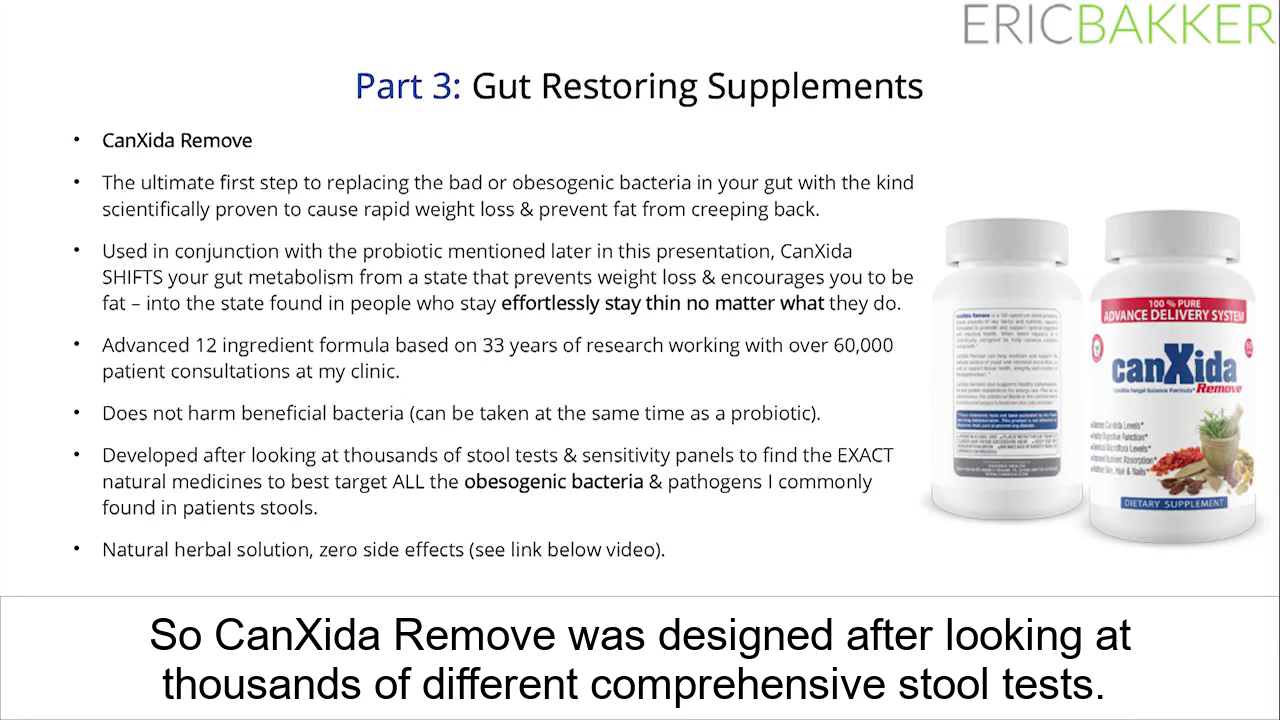 ERICBAKKER
Part 3: Gut Restoring Supplements
• CanXida Remove
• The ultimate first step to replacing the bad or obesogenic bacteria in your gut with the kind
scientifically proven to cause rapid weight loss & prevent fat from creeping back.
• Used in conjunction with the probiotic mentioned later in this presentation, CanXida
SHIFTS your gut metabolism from a state that prevents weight loss & encourages you to be
fat – into the state found in people who stay effortlessly stay thin no matter what they do.
• Advanced 12 ingredient formula based on 33 years of research working with over 60,000
patient consultations in my clinic.
• Does not harm beneficial bacteria (can be taken at the same time as a probiotic).
• Developed after looking at thousands of stool tests & sensitivity panels to find the EXACT
natural medicines to use target ALL the obesogenic bacteria & pathogens I commonly
found in patients stools.
• Natural herbal solution, zero side effects (see link below video).
100 % PURE
ADVANCE DELIVERY SYSTEM
canXida
CanXida Fungal Balance Formula* Remove
DIETARY SUPPLEMENT
So CanXida Remove was designed after looking at
thousands of different comprehensive stool tests.